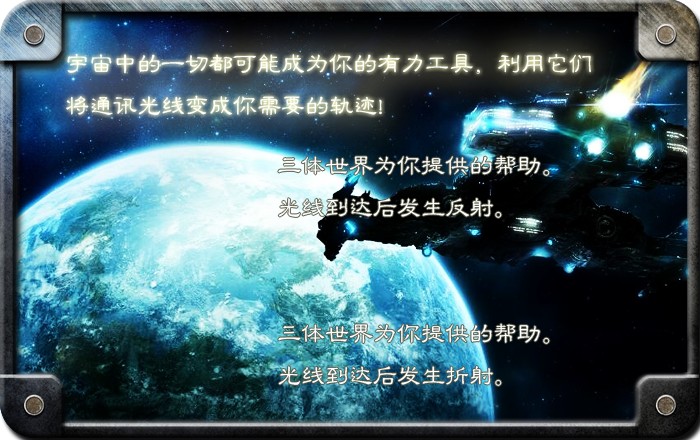 宇宙中的一切都可能成为你的有力工具，利用它们
将通讯光线变成你需要的轨迹!
三体世界为你提供的帮助。
光线到达后发生反射。
三体世界为你提供的帮助。
光线到达后发生折射。